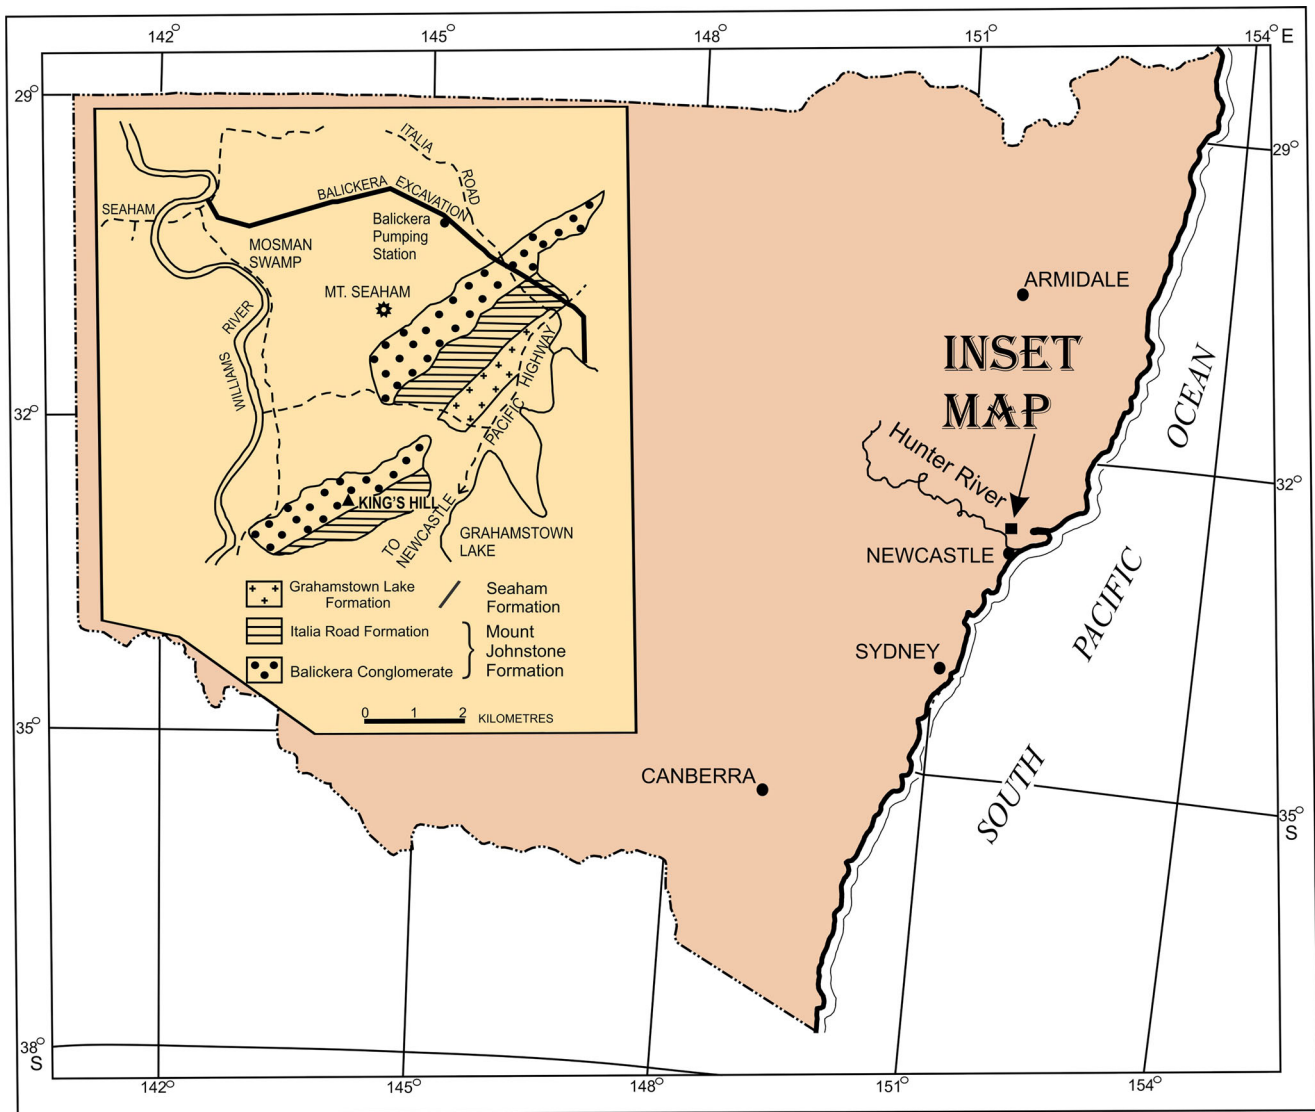 142°
145°
148°
151°
154° E
29°
29°
ITALIA
ROAD
BALICKERA
EXCAVATION
SEAHAM
Balickera
Pumping
Station
MOSMAN
SWAMP
MT. SEAHAM
RIVER
WILLIAMS
HIGHWAY
PACIFIC
KING'S HILL
TO
NEWCASTLE
GRAHAMSTOWN
LAKE
Grahamstown Lake
Formation
Seaham
Formation
Italia Road Formation
Mount
Johnstone
Formation
Balickera Conglomerate
0 1 2 KILOMETRES
ARMIDALE
INSET
MAP
Hunter River
NEWCASTLE
SYDNEY
CANBERRA
OCEAN
PACIFIC
SOUTH
32°
32°
35°
35°
S
38°
S
142°
145°
148°
151°
154°